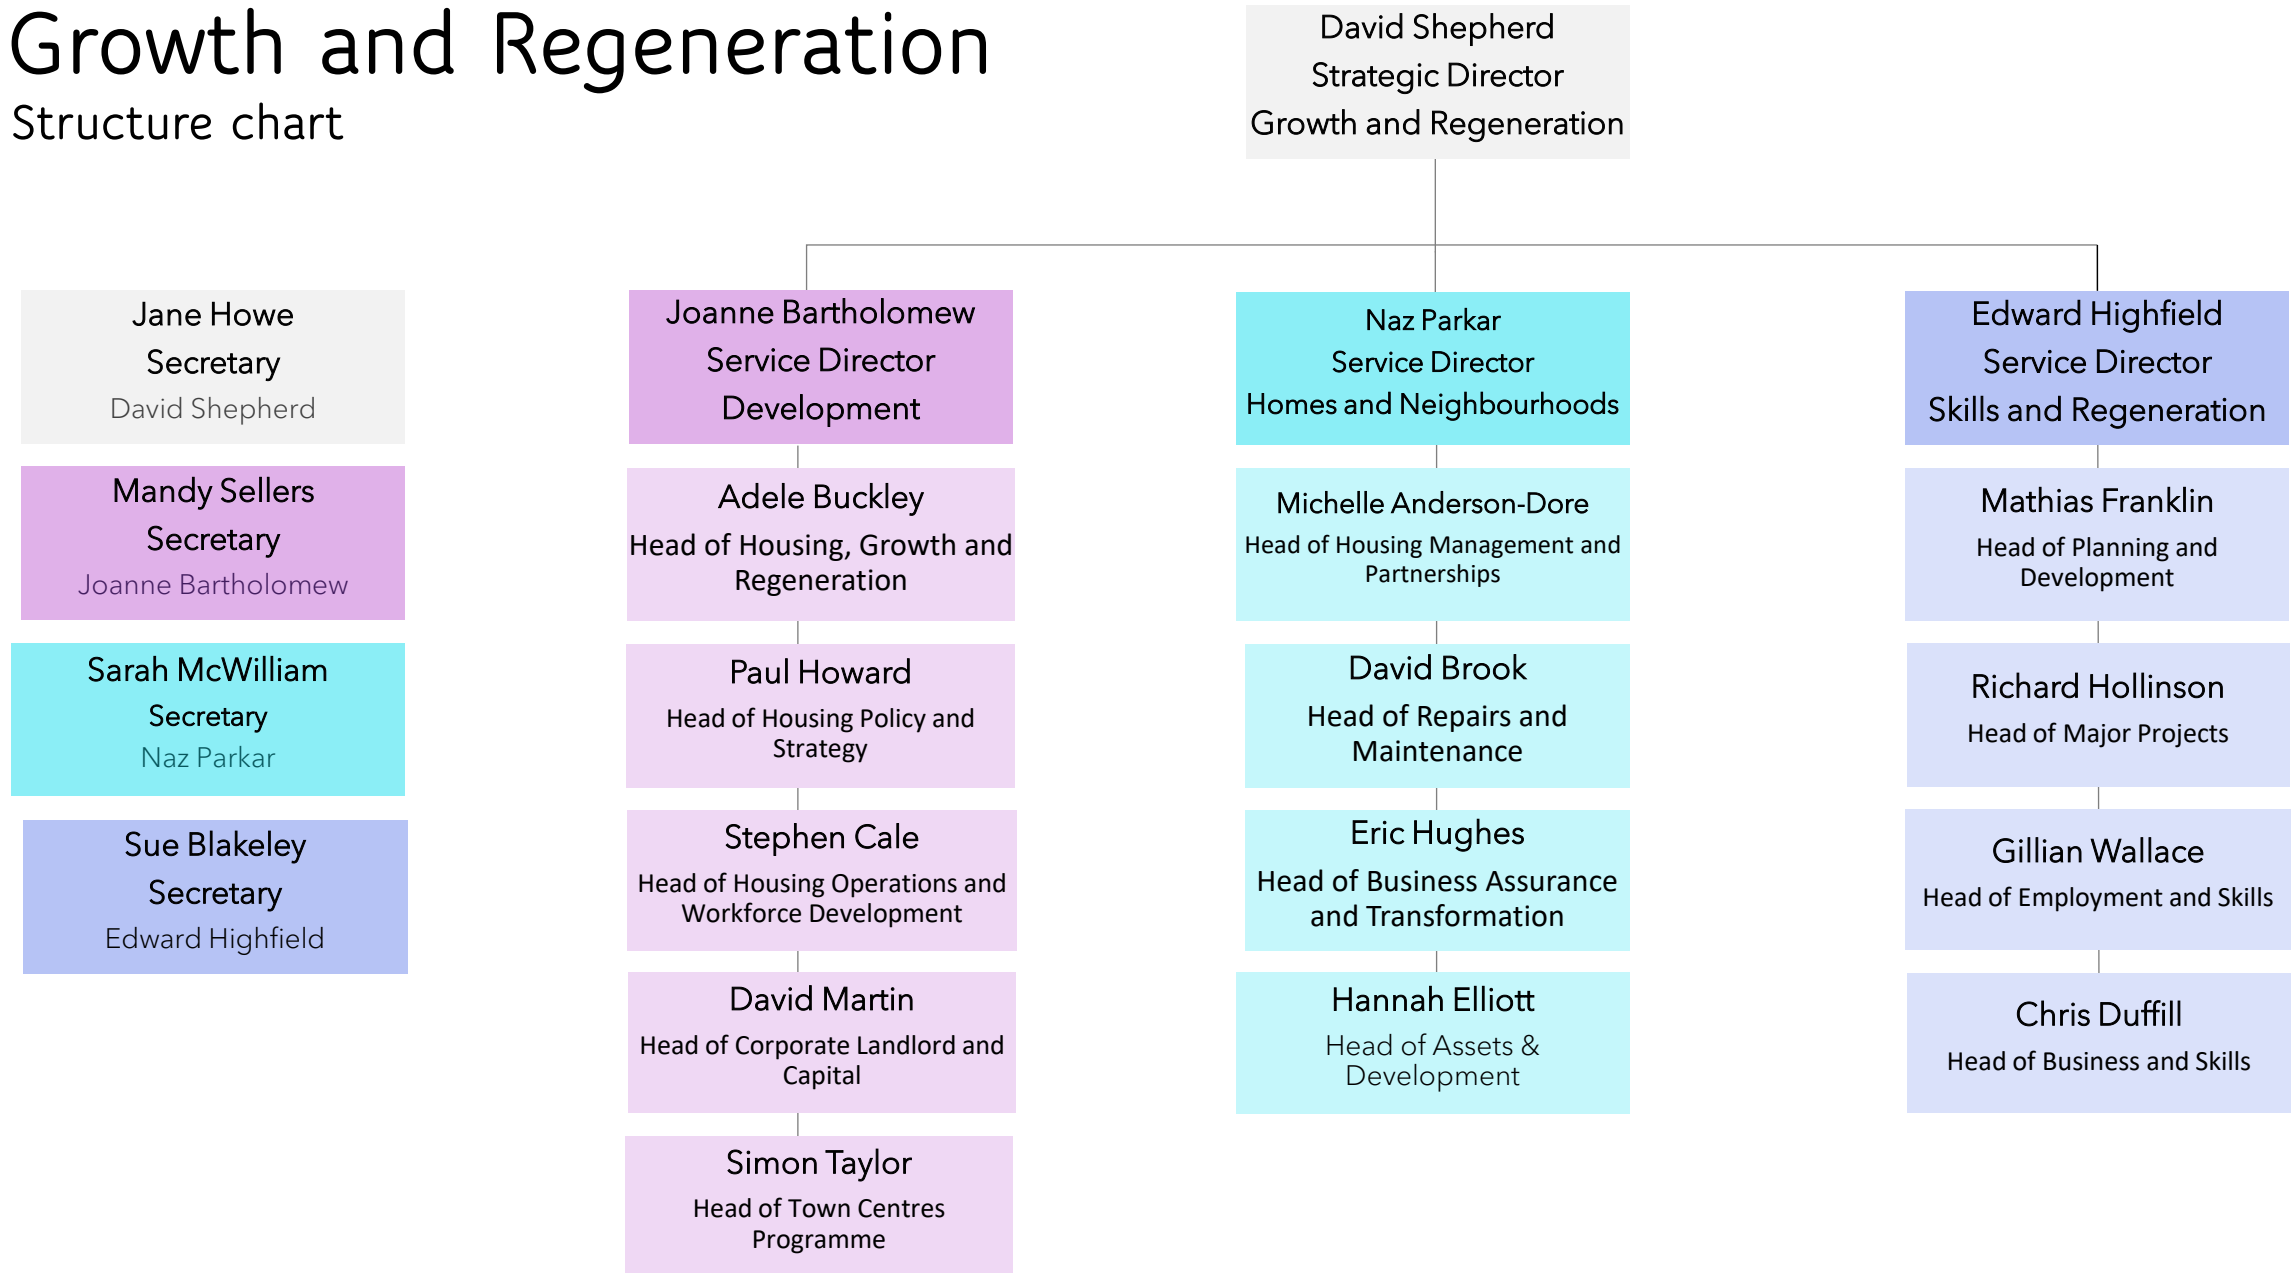 Growth and Regeneration
Structure chart
David Shepherd
Strategic Director
Growth and Regeneration
Jane Howe
Secretary
David Shepherd
Mandy Sellers
Secretary
Joanne Bartholomew
Sarah McWilliam
Secretary
Naz Parkar
Sue Blakeley
Secretary
Edward Highfield
Joanne Bartholomew
Service Director
Development
Adele Buckley
Head of Housing, Growth and
Regeneration
Paul Howard
Head of Housing Policy and
Strategy
Stephen Cale
Head of Housing Operations and
Workforce Development
David Martin
Head of Corporate Landlord and
Capital
Simon Taylor
Head of Town Centres
Programme
Naz Parkar
Service Director
Homes and Neighbourhoods
Michelle Anderson-Dore
Head of Housing Management and
Partnerships
David Brook
Head of Repairs and
Maintenance
Eric Hughes
Head of Business Assurance
and Transformation
Hannah Elliott
Head of Assets &
Development
Edward Highfield
Service Director
Skills and Regeneration
Mathias Franklin
Head of Planning and
Development
Richard Hollinson
Head of Major Projects
Gillian Wallace
Head of Employment and Skills
Chris Duffill
Head of Business and Skills